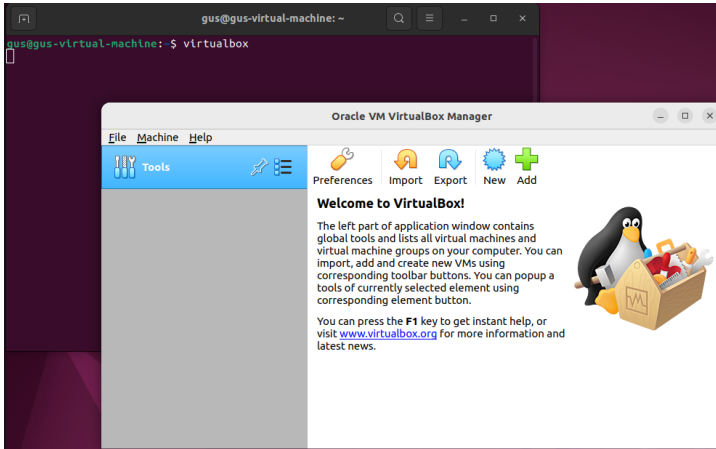 gus@gus-virtual-machine: ~
gus@gus-virtual-machine:~$ virtualbox
Oracle VM VirtualBox Manager
File Machine Help
Tools
Preferences Import Export New Add
Welcome to VirtualBox!
The left part of application window contains
global tools and lists all virtual machines and
virtual machine groups on your computer. You can
import, add and create new VMs using
corresponding toolbar buttons. You can popup a
tools of currently selected element using
corresponding element button.
You can press the F1 key to get instant help, or
visit www.virtualbox.org for more information and
latest news.